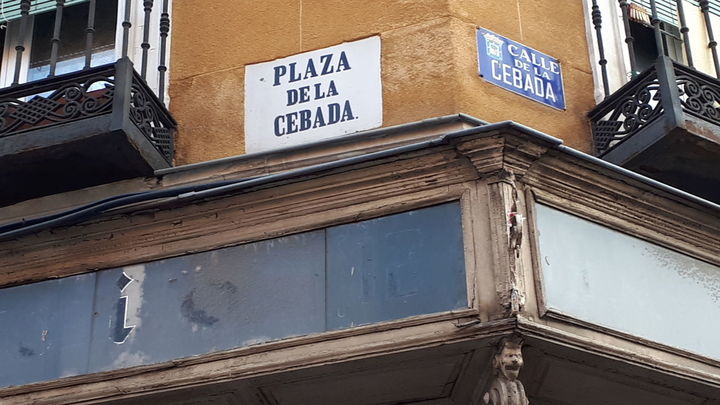 PLAZA
DE LA
CEBADA.
CALLE
DE LA
CEBADA
i